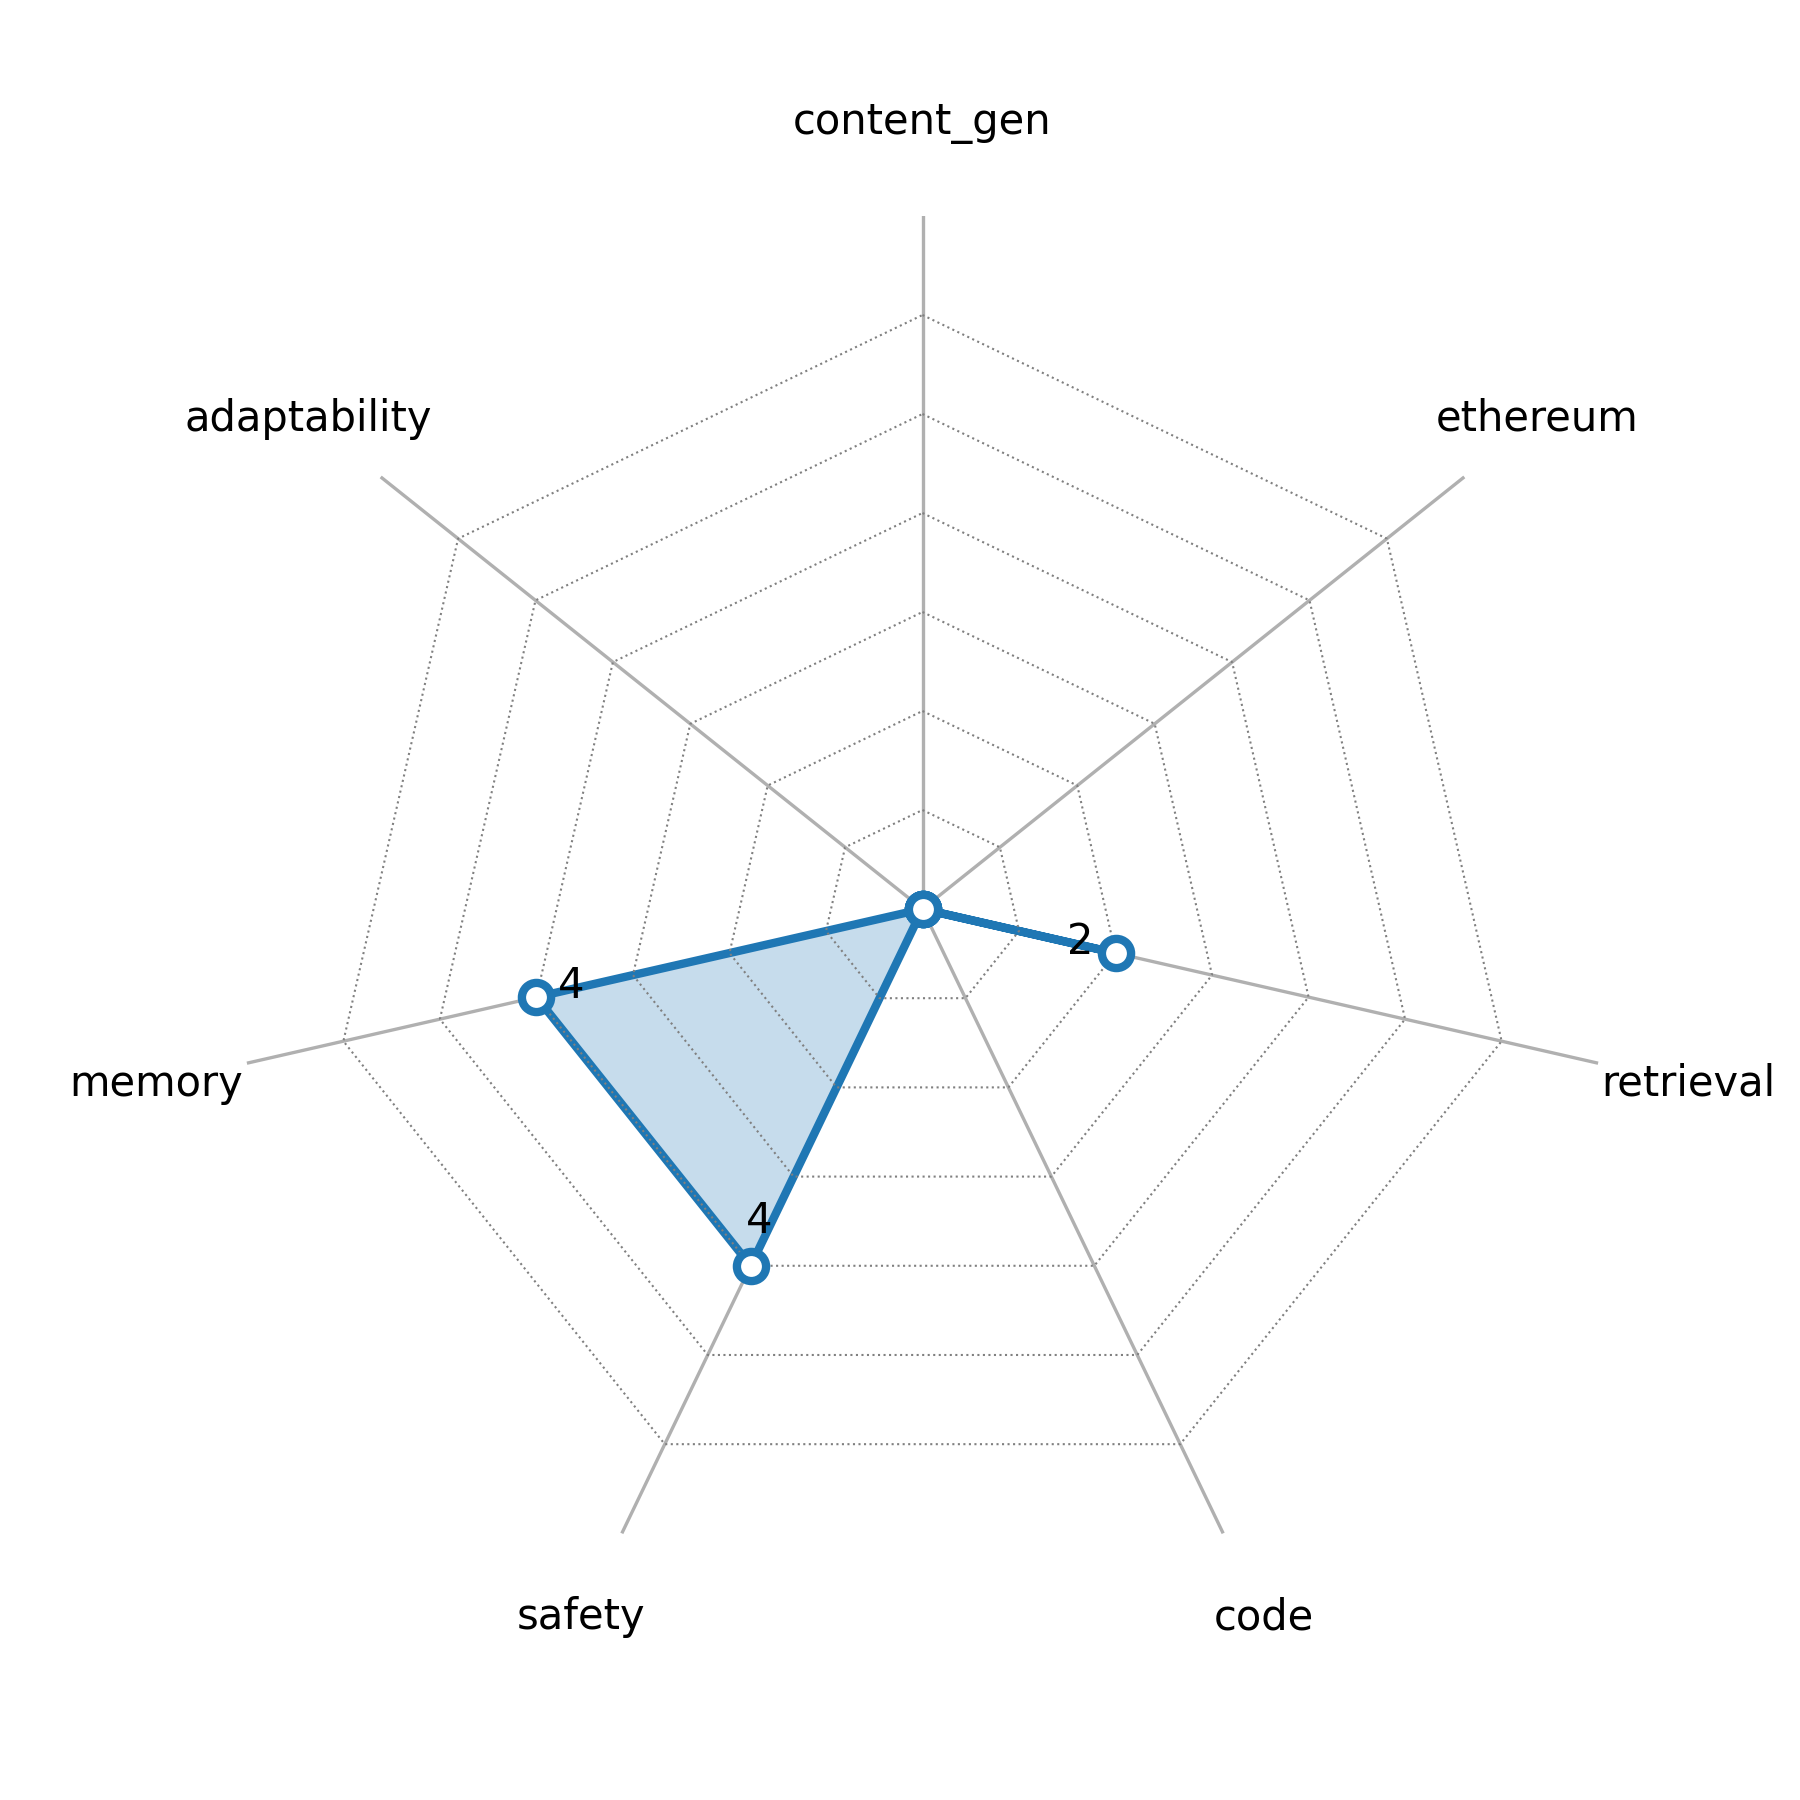 content_gen
adaptability
ethereum
2
4
memory
retrieval
4
safety
code